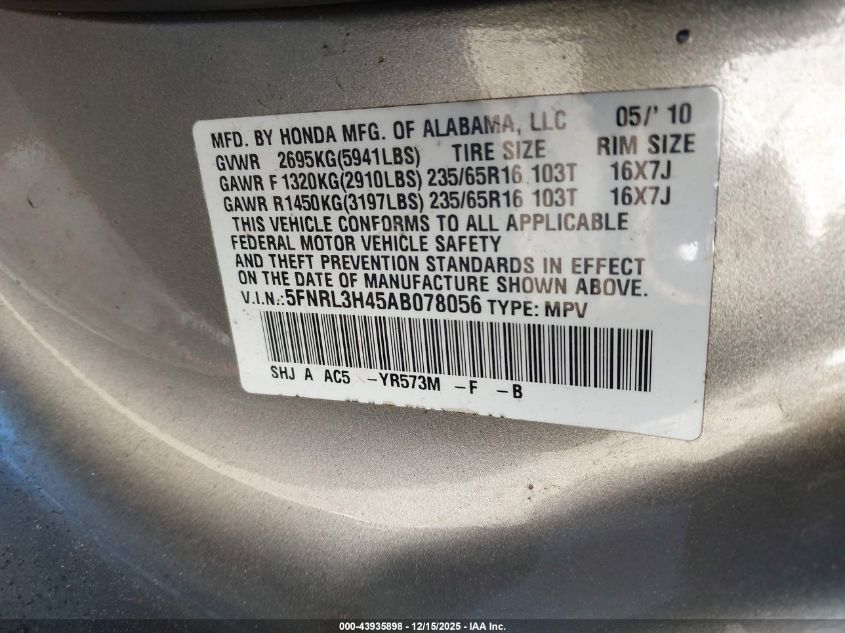 MFD. BY HONDA MFG. OF ALABAMA, LLC 05/' 10
GVWR 2695KG(5941LBS) TIRE SIZE RIM SIZE
GAWR F 1320KG(2910LBS) 235/65R16 103T 16X7J
GAWR R1450KG(3197LBS) 235/65R16 103T 16X7J
THIS VEHICLE CONFORMS TO ALL APPLICABLE
FEDERAL MOTOR VEHICLE SAFETY
AND THEFT PREVENTION STANDARDS IN EFFECT
ON THE DATE OF MANUFACTURE SHOWN ABOVE.
V.I.N.:5FNRL3H45AB078056 TYPE: MPV
SHJ A AC5 -YR573M -F -B
000-43935898 - 12/15/2025 - IAA Inc.